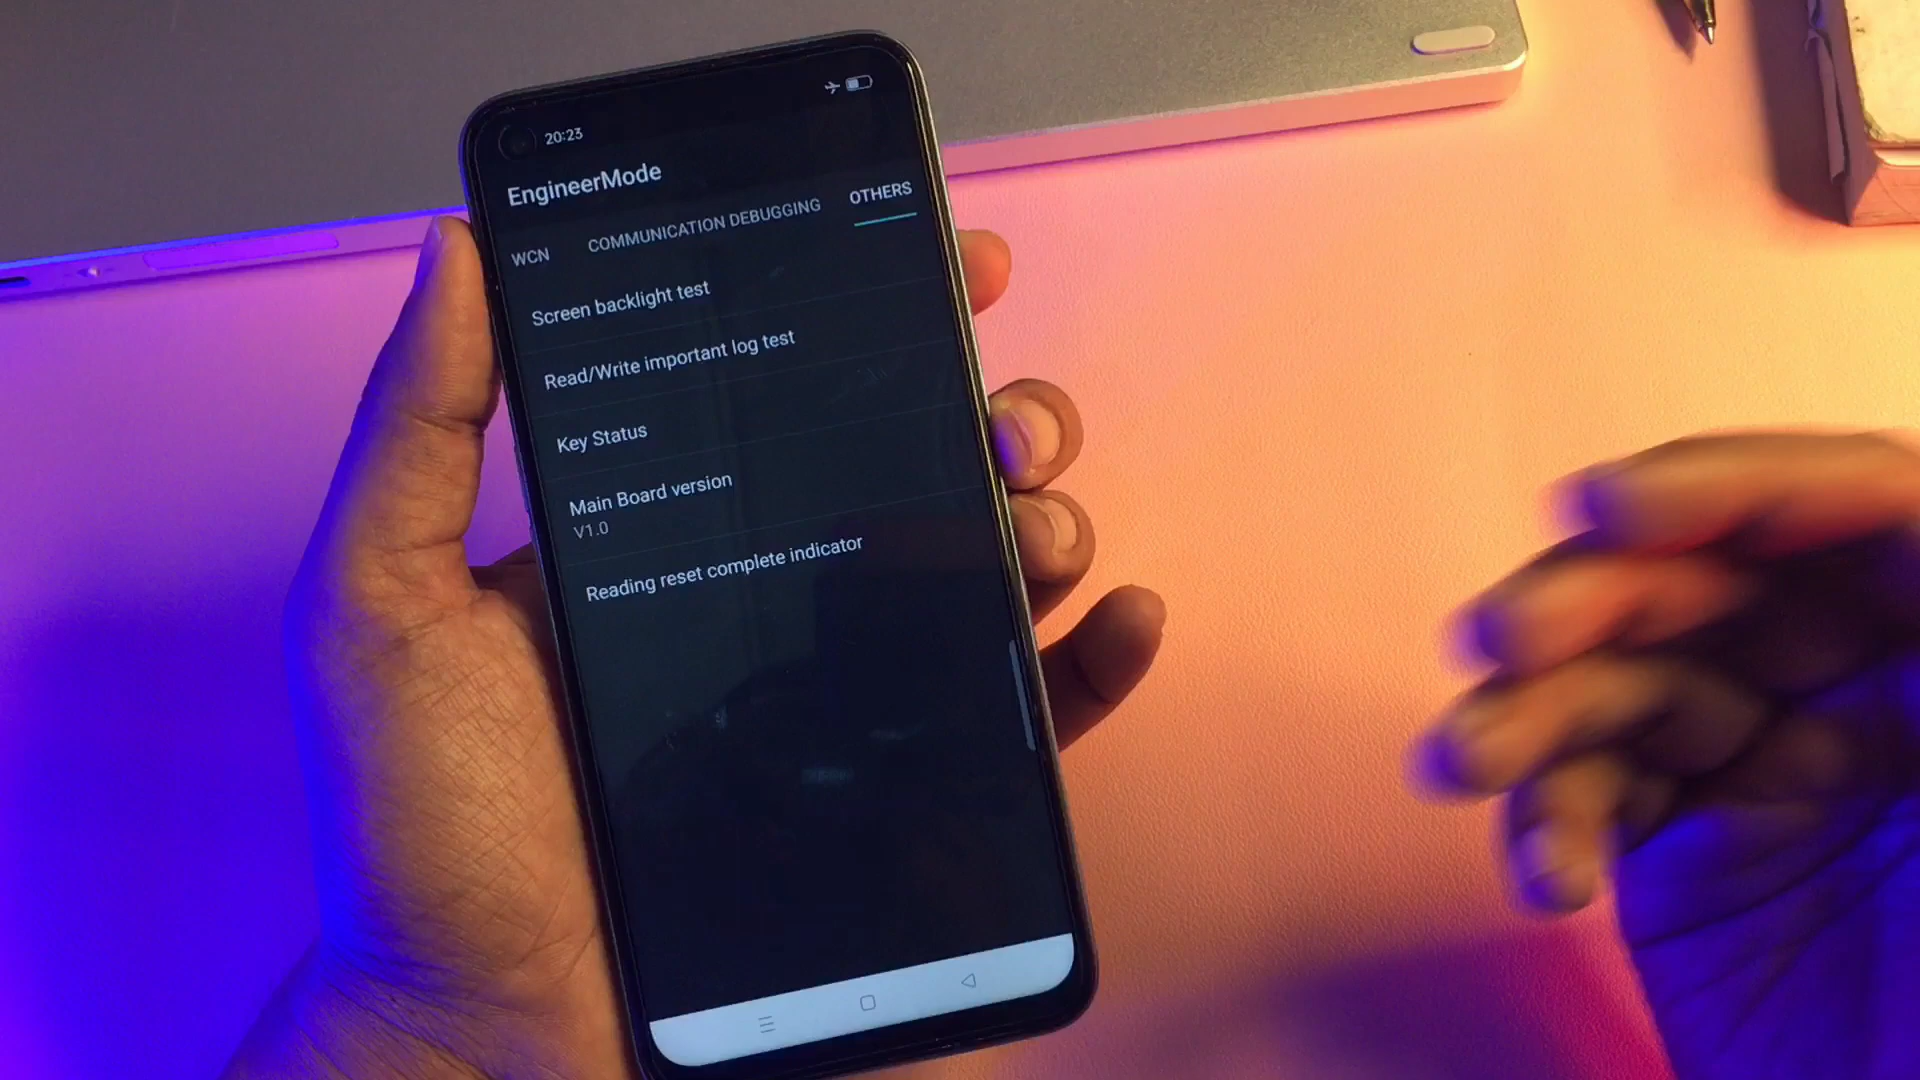 20:23
EngineerMode
WCN COMMUNICATION DEBUGGING OTHERS
Screen backlight test
Read/Write important log test
Key Status
Main Board version
V1.0
Reading reset complete indicator